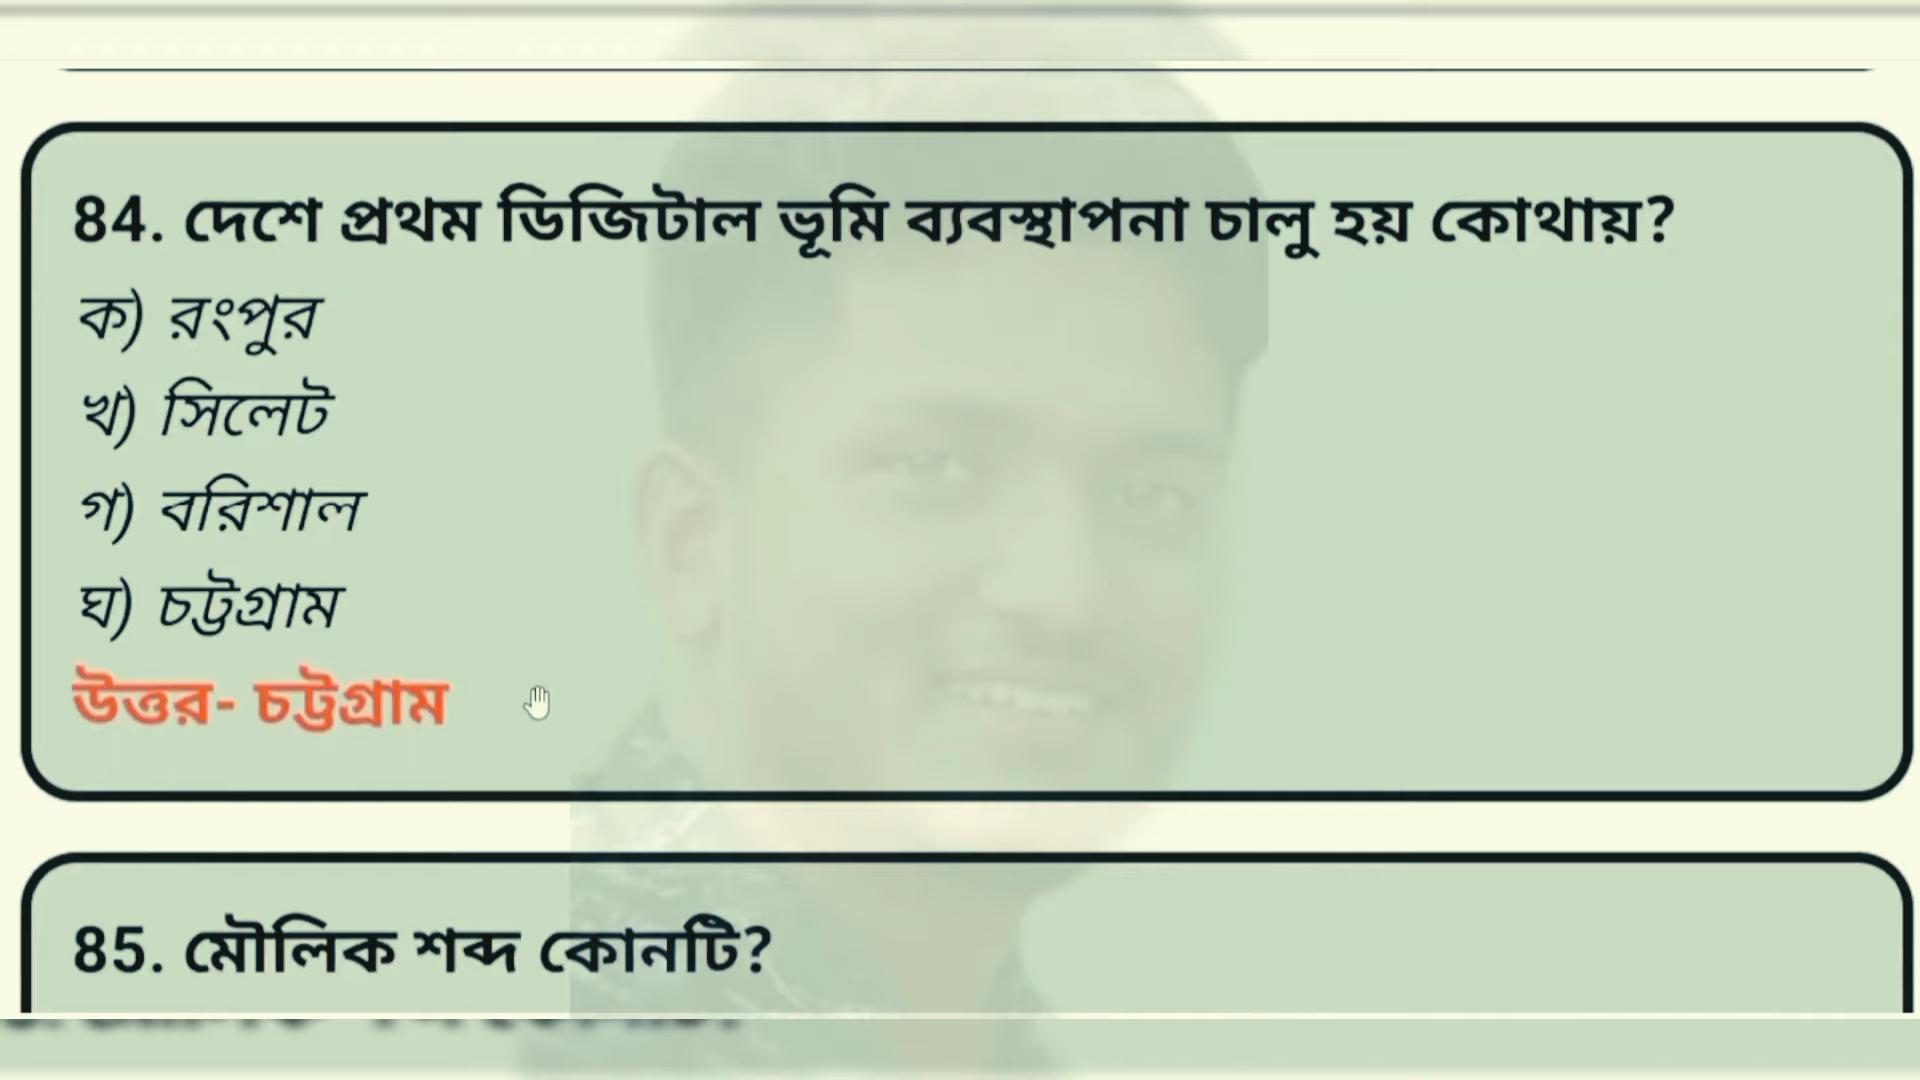 84. দেশে প্রথম ডিজিটাল ভূমি ব্যবস্থাপনা চালু হয় কোথায়?
ক) রংপুর
খ) সিলেট
গ) বরিশাল
ঘ) চট্টগ্রাম
উত্তর- চট্টগ্রাম
85. মৌলিক শব্দ কোনটি?